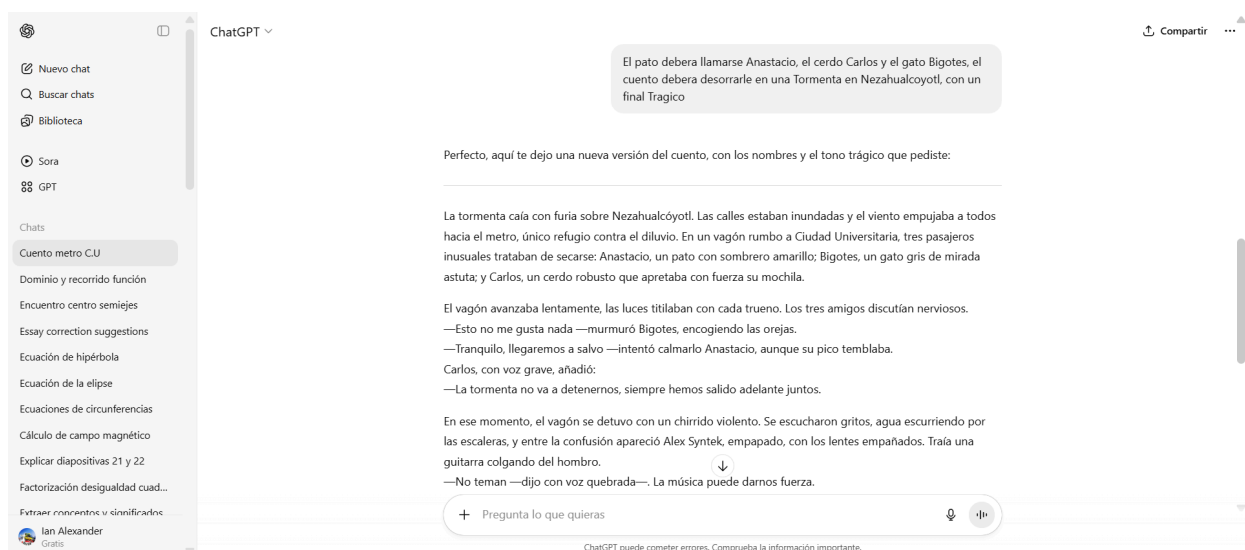 ChatGPT
Compartir
Nuevo chat
Buscar chats
Biblioteca
Sora
GPT
Chats
Cuento metro C.U
Dominio y recorrido función
Encuentro centro semiejes
Essay correction suggestions
Ecuación de hipérbola
Ecuación de la elipse
Ecuaciones de circunferencias
Cálculo de campo magnético
Explicar diapositivas 21 y 22
Factorización desigualdad cuad...
Extraer conceptos y significados
Ian Alexander
Gratis
El pato debera llamarse Anastacio, el cerdo Carlos y el gato Bigotes, el
cuento debera desorrarle en una Tormenta en Nezahualcoyotl, con un
final Tragico
Perfecto, aquí te dejo una nueva versión del cuento, con los nombres y el tono trágico que pediste:
La tormenta caía con furia sobre Nezahualcóyotl. Las calles estaban inundadas y el viento empujaba a todos
hacia el metro, único refugio contra el diluvio. En un vagón rumbo a Ciudad Universitaria, tres pasajeros
inusuales trataban de secarse: Anastacio, un pato con sombrero amarillo; Bigotes, un gato gris de mirada
astuta; y Carlos, un cerdo robusto que apretaba con fuerza su mochila.
El vagón avanzaba lentamente, las luces titilaban con cada trueno. Los tres amigos discutían nerviosos.
—Esto no me gusta nada —murmuró Bigotes, encogiendo las orejas.
—Tranquilo, llegaremos a salvo —intentó calmarlo Anastacio, aunque su pico temblaba.
Carlos, con voz grave, añadió:
—La tormenta no va a detenernos, siempre hemos salido adelante juntos.
En ese momento, el vagón se detuvo con un chirrido violento. Se escucharon gritos, agua escurriendo por
las escaleras, y entre la confusión apareció Alex Syntek, empapado, con los lentes empañados. Traía una
guitarra colgando del hombro.
—No teman —dijo con voz quebrada—. La música puede darnos fuerza.
Pregunta lo que quieras
ChatGPT puede cometer errores. Comprueba la información importante.